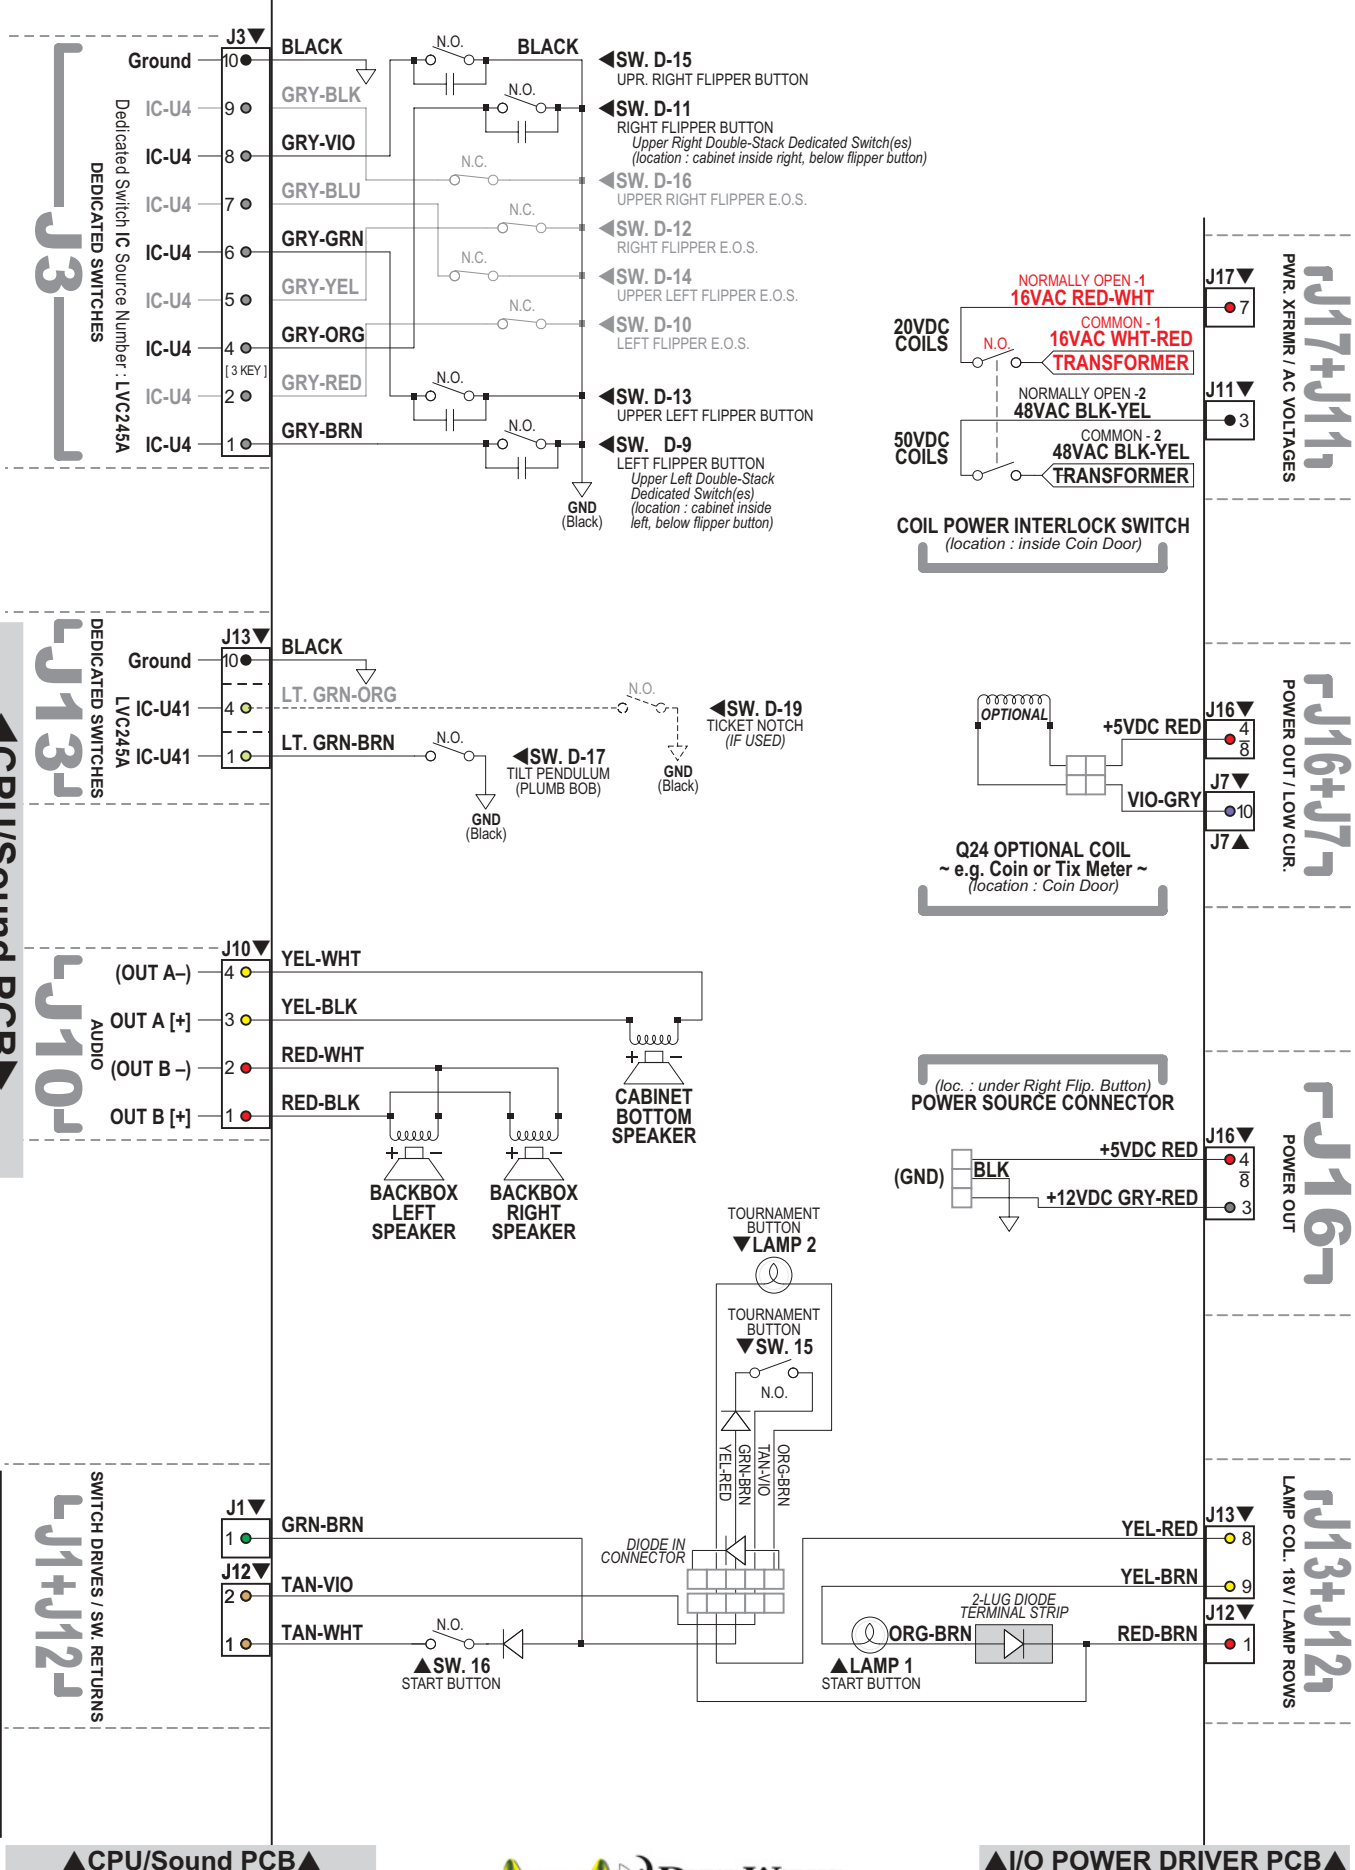 J3▼
Ground
10
BLACK
N.O.
BLACK
◀SW. D-15
UPR. RIGHT FLIPPER BUTTON
IC-U4
9
GRY-BLK
N.O.
◀SW. D-11
RIGHT FLIPPER BUTTON
Upper Right Double-Stack Dedicated Switch(es)
(location : cabinet inside right, below flipper button)
IC-U4
8
GRY-VIO
N.C.
◀SW. D-16
UPPER RIGHT FLIPPER E.O.S.
IC-U4
7
GRY-BLU
N.C.
◀SW. D-12
RIGHT FLIPPER E.O.S.
IC-U4
6
GRY-GRN
N.C.
◀SW. D-14
UPPER LEFT FLIPPER E.O.S.
IC-U4
5
GRY-YEL
N.C.
◀SW. D-10
LEFT FLIPPER E.O.S.
IC-U4
4
GRY-ORG
[ 3 KEY ]
IC-U4
2
GRY-RED
N.O.
◀SW. D-13
UPPER LEFT FLIPPER BUTTON
IC-U4
1
GRY-BRN
N.O.
◀SW. D-9
LEFT FLIPPER BUTTON
Upper Left Double-Stack
Dedicated Switch(es)
(location : cabinet inside
left, below flipper button)
GND
(Black)
Dedicated Switch IC Source Number : LVC245A
DEDICATED SWITCHES
J3
J17▼
7
NORMALLY OPEN -1
16VAC RED-WHT
20VDC
COILS
COMMON - 1
16VAC WHT-RED
N.O.
TRANSFORMER
J11▼
3
NORMALLY OPEN -2
48VAC BLK-YEL
50VDC
COILS
COMMON - 2
48VAC BLK-YEL
TRANSFORMER
COIL POWER INTERLOCK SWITCH
(location : inside Coin Door)
PWR. XFRMR / AC VOLTAGES
J17+J11
J13▼
Ground
10
BLACK
IC-U41
4
LT. GRN-ORG
N.O.
◀SW. D-19
TICKET NOTCH
(IF USED)
GND
(Black)
IC-U41
1
LT. GRN-BRN
N.O.
◀SW. D-17
TILT PENDULUM
(PLUMB BOB)
GND
(Black)
LVC245A
DEDICATED SWITCHES
J13
◀CPU/Sound PCB▶
OPTIONAL
+5VDC RED
J16▼
4
8
VIO-GRY
J7▼
10
J7▲
Q24 OPTIONAL COIL
~ e.g. Coin or Tix Meter ~
(location : Coin Door)
POWER OUT / LOW CUR.
J16+J7
J10▼
(OUT A–)
4
YEL-WHT
OUT A [+]
3
YEL-BLK
(OUT B –)
2
RED-WHT
OUT B [+]
1
RED-BLK
AUDIO
J10
+ –
CABINET
BOTTOM
SPEAKER
+ –
BACKBOX
LEFT
SPEAKER
+ –
BACKBOX
RIGHT
SPEAKER
(loc. : under Right Flip. Button)
POWER SOURCE CONNECTOR
+5VDC RED
J16▼
4
8
(GND)
BLK
+12VDC GRY-RED
3
POWER OUT
J16
TOURNAMENT
BUTTON
▼LAMP 2
TOURNAMENT
BUTTON
▼SW. 15
N.O.
YEL-RED
GRN-BRN
TAN-VIO
ORG-BRN
DIODE IN
CONNECTOR
J1▼
1
GRN-BRN
J12▼
2
TAN-VIO
1
TAN-WHT
N.O.
▲SW. 16
START BUTTON
SWITCH DRIVES / SW. RETURNS
J1+J12
J13▼
YEL-RED
8
YEL-BRN
9
J12▼
2-LUG DIODE
TERMINAL STRIP
ORG-BRN
RED-BRN
1
▲LAMP 1
START BUTTON
LAMP COL. 18V / LAMP ROWS
J13+J12
▲CPU/Sound PCB▲
▲I/O POWER DRIVER PCB▲